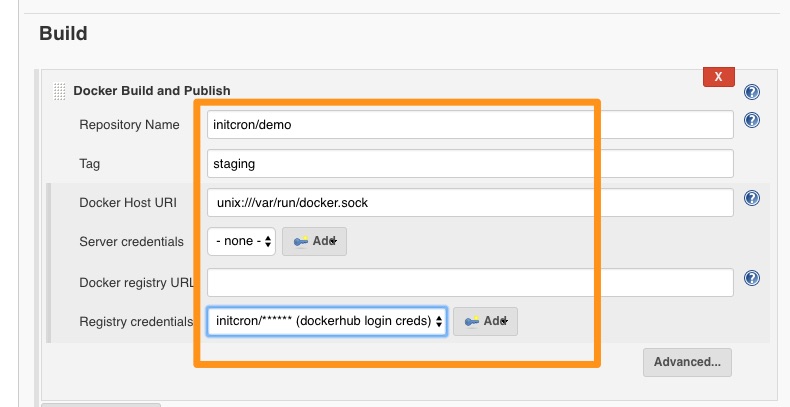 Build
X
Docker Build and Publish
?
Repository Name initcron/demo ?
Tag staging
Docker Host URI unix:///var/run/docker.sock ?
Server credentials - none - Add
Docker registry URL ?
Registry credentials initcron/****** (dockerhub login creds) Add
Advanced...